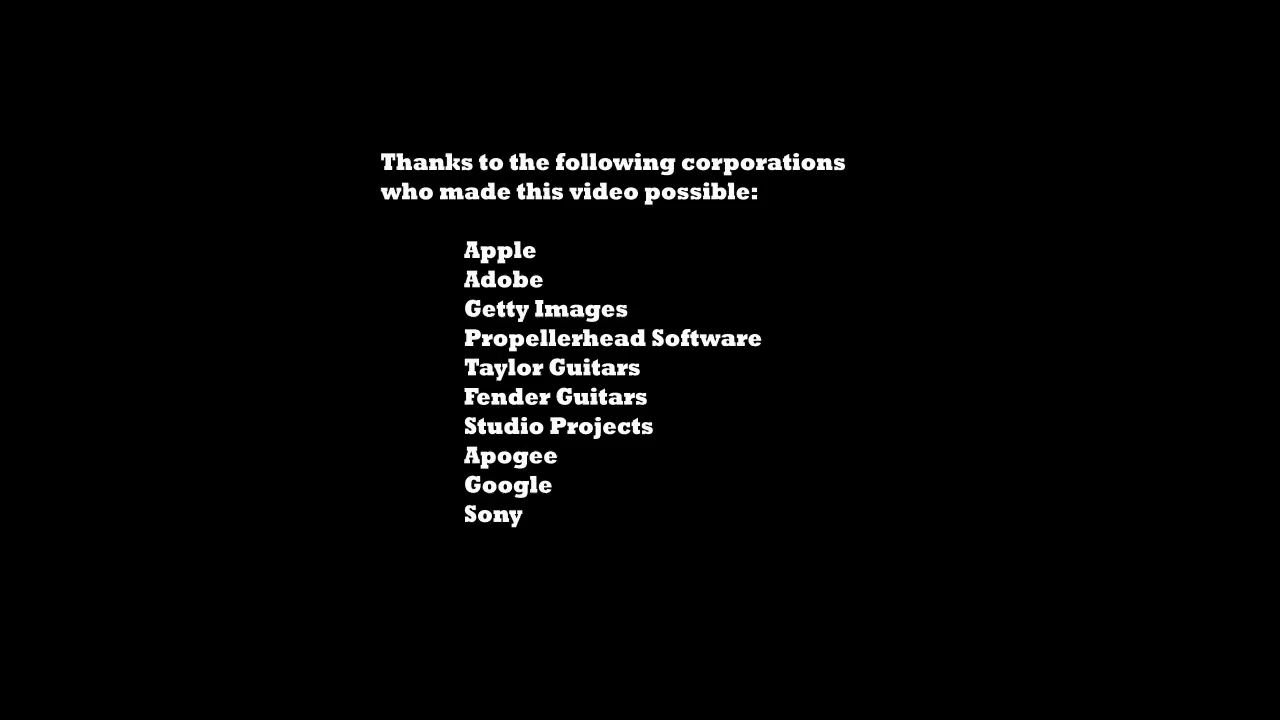 Thanks to the following corporations
who made this video possible:
Apple
Adobe
Getty Images
Propellerhead Software
Taylor Guitars
Fender Guitars
Studio Projects
Apogee
Google
Sony